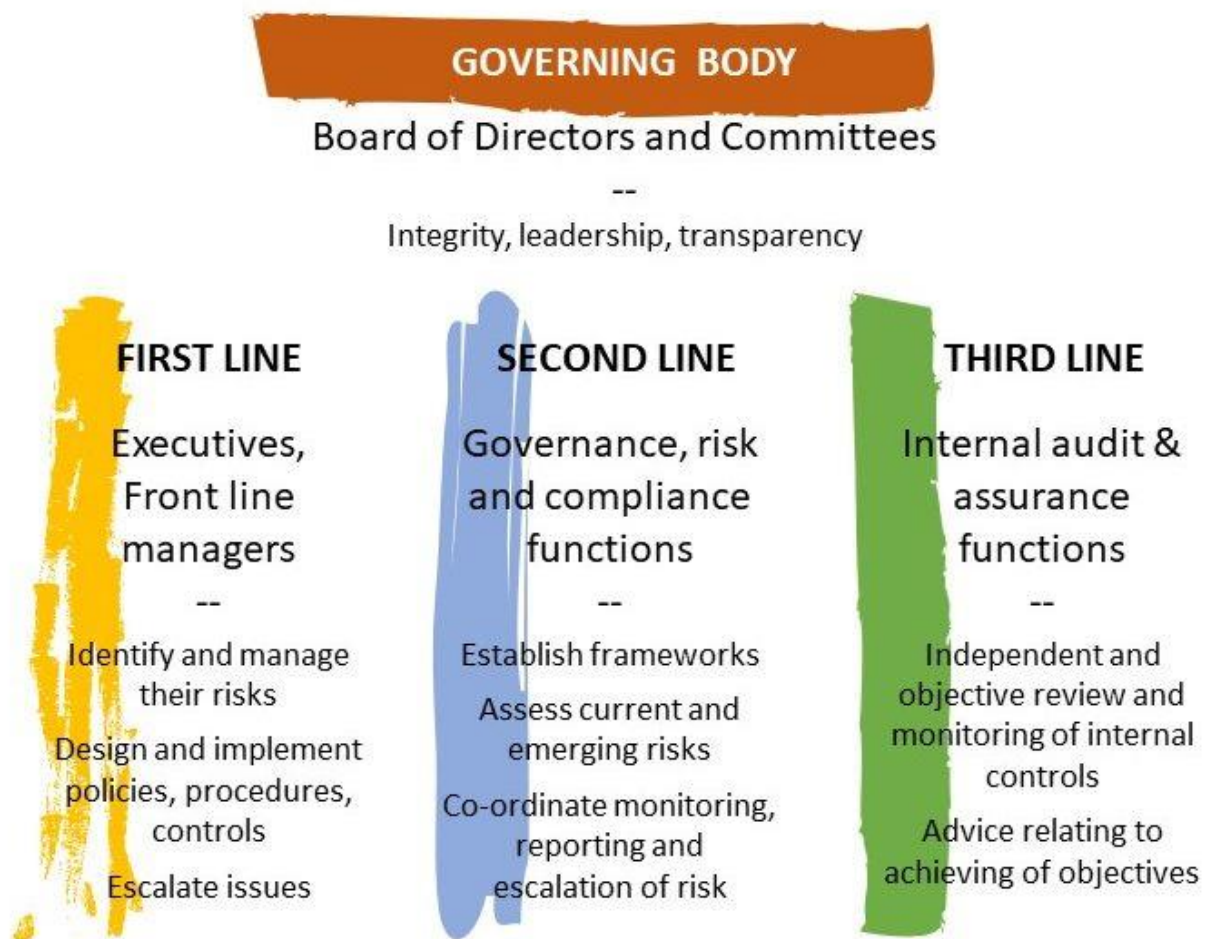 GOVERNING BODY
Board of Directors and Committees
--
Integrity, leadership, transparency
FIRST LINE
Executives,
Front line
managers
--
Identify and manage
their risks
Design and implement
policies, procedures,
controls
Escalate issues
SECOND LINE
Governance, risk
and compliance
functions
--
Establish frameworks
Assess current and
emerging risks
Co-ordinate monitoring,
reporting and
escalation of risk
THIRD LINE
Internal audit &
assurance
functions
--
Independent and
objective review and
monitoring of internal
controls
Advice relating to
achieving of objectives